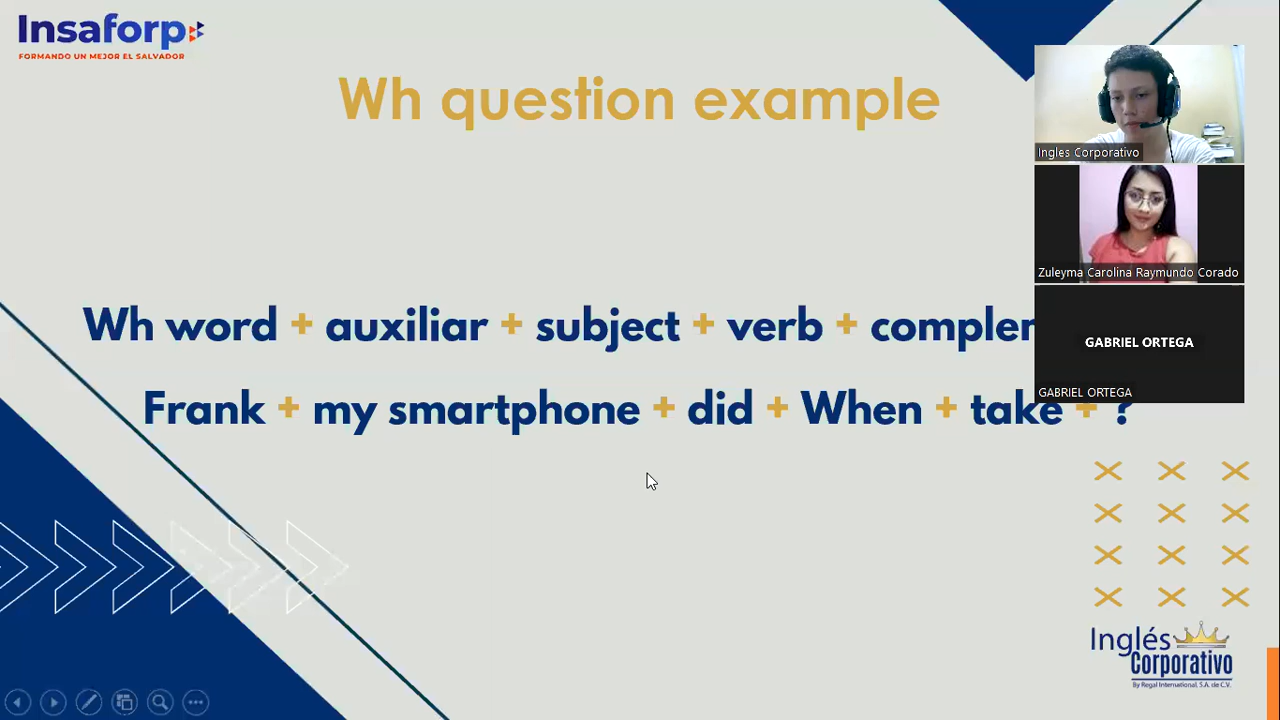 Insaforp
FORMANDO UN MEJOR EL SALVADOR
Wh question example
Ingles Corporativo
Zuleyma Carolina Raymundo Corado
Wh word + auxiliar + subject + verb + complem
GABRIEL ORTEGA
GABRIEL ORTEGA
Frank + my smartphone + did + When + take + ?
Inglés
Corporativo
By Regal International, S.A. de C.V.